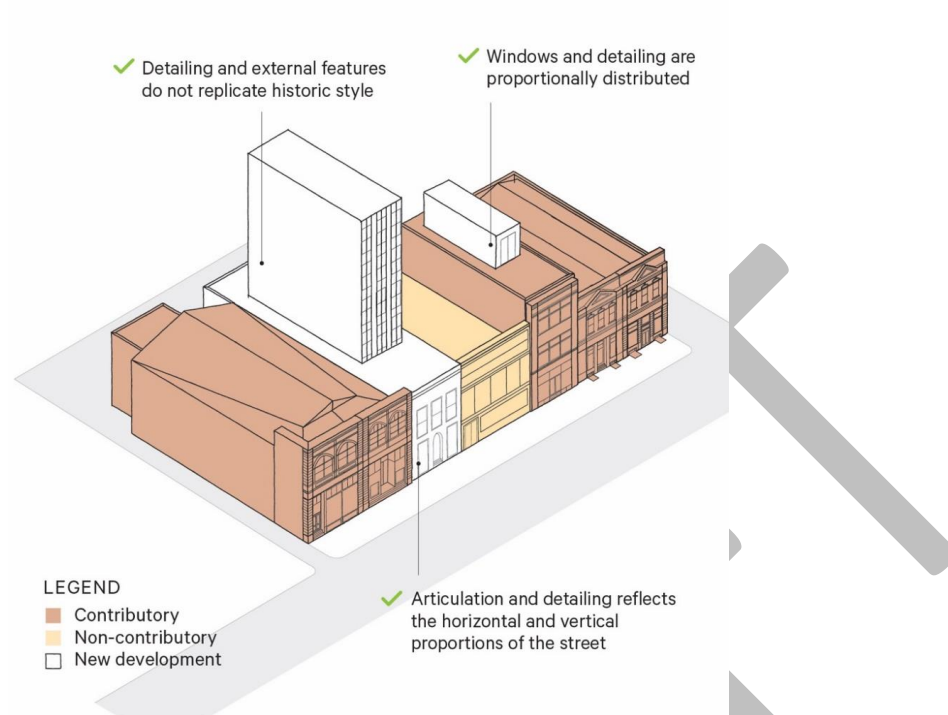 Detailing and external features
do not replicate historic style
Windows and detailing are
proportionally distributed
LEGEND
Contributory
Non-contributory
New development
Articulation and detailing reflects
the horizontal and vertical
proportions of the street